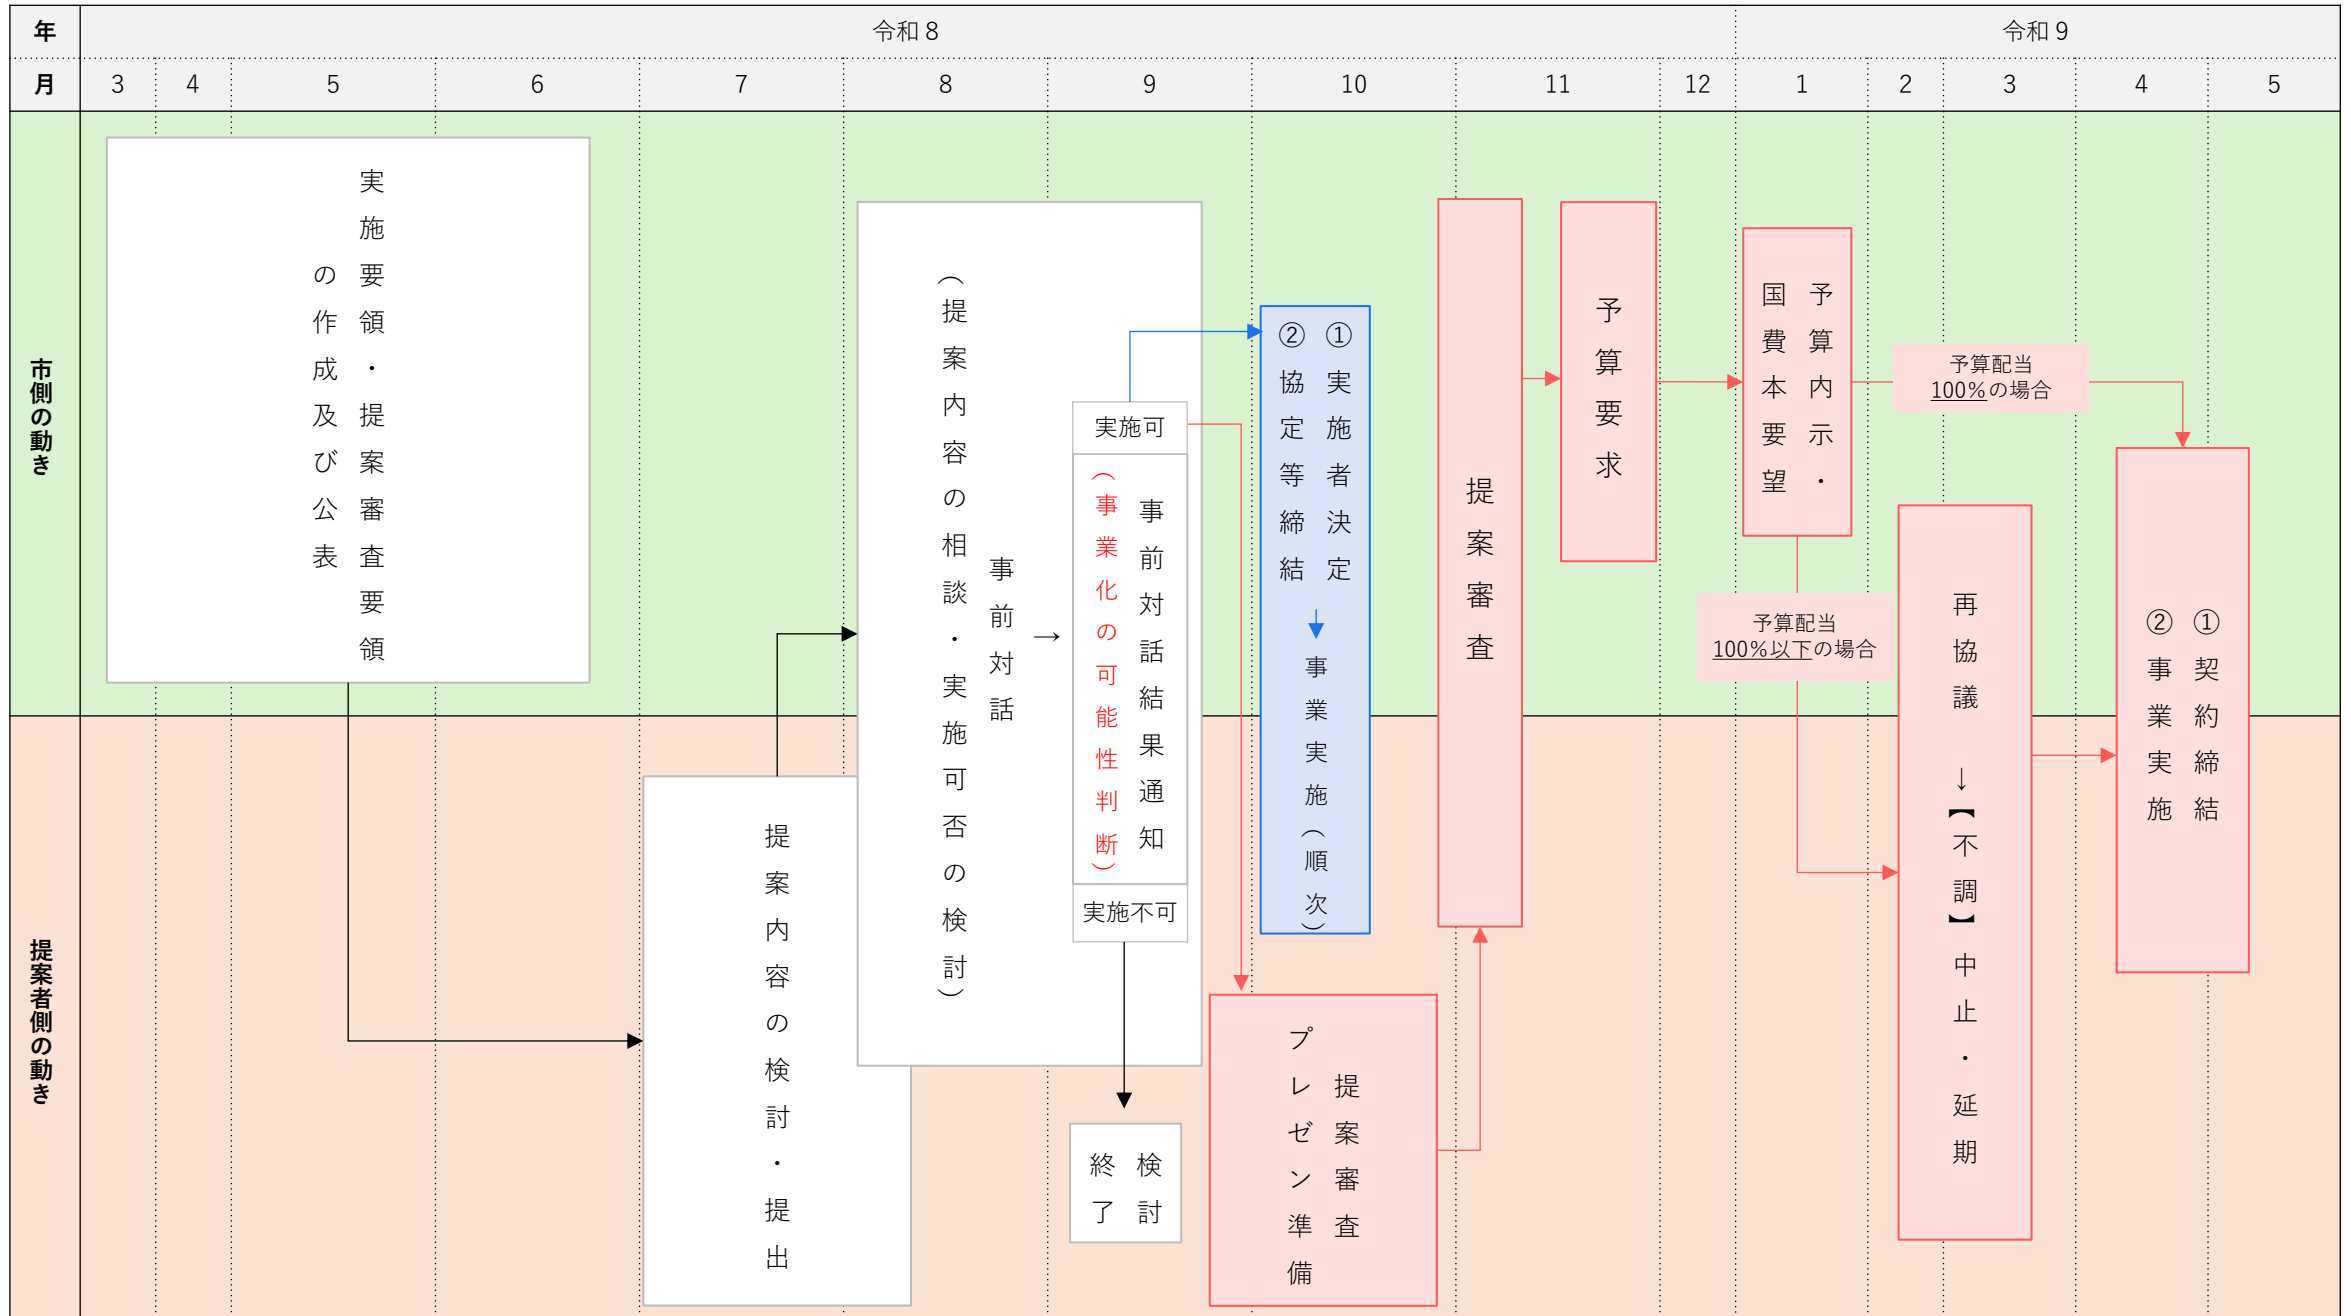 年
令和8
令和9
月
3
4
5
6
7
8
9
10
11
12
1
2
3
4
5
市側の動き
提案者側の動き
実施要領・提案審査要領
の作成及び公表
提案内容の検討・提出
事前対話
(提案内容の相談・実施可否の検討)
→
実施可
事前対話結果通知
(事業化の可能性判断)
実施不可
検討
終了
①実施者決定
②協定等締結
事業実施(順次)
提案審査
プレゼン準備
提案審査
予算要求
予算内示・
国費本要望
予算配当
100%の場合
予算配当
100%以下の場合
再協議 →【不調】中止・延期
①契約締結
②事業実施